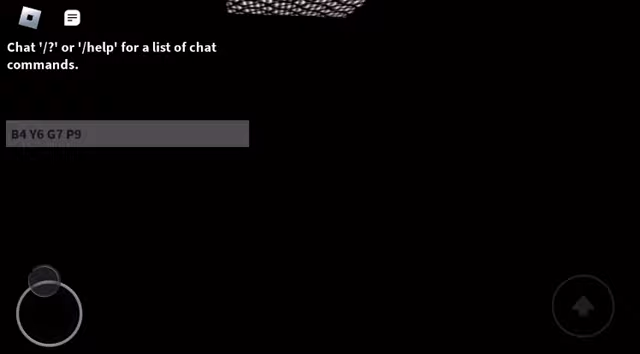 Chat '/?' or '/help' for a list of chat
commands.
B4 Y6 G7 P9